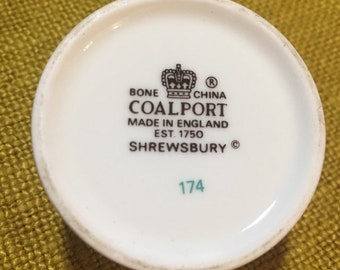 ®
BONE CHINA
COALPORT
MADE IN ENGLAND
EST. 1750
SHREWSBURY ©
174